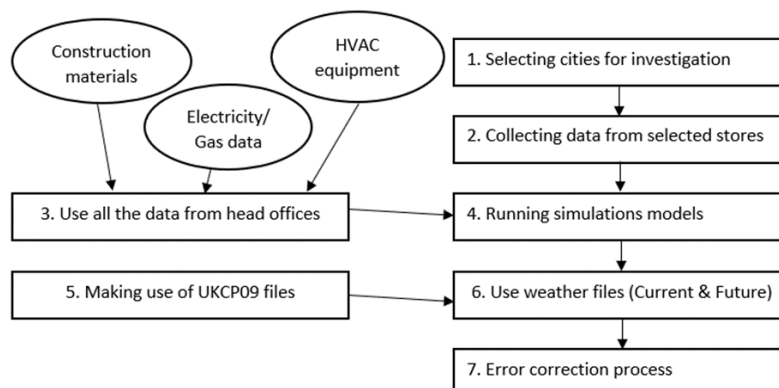 Construction
materials
HVAC
equipment
Electricity/
Gas data
1. Selecting cities for investigation
2. Collecting data from selected stores
3. Use all the data from head offices
4. Running simulations models
5. Making use of UKCP09 files
6. Use weather files (Current & Future)
7. Error correction process